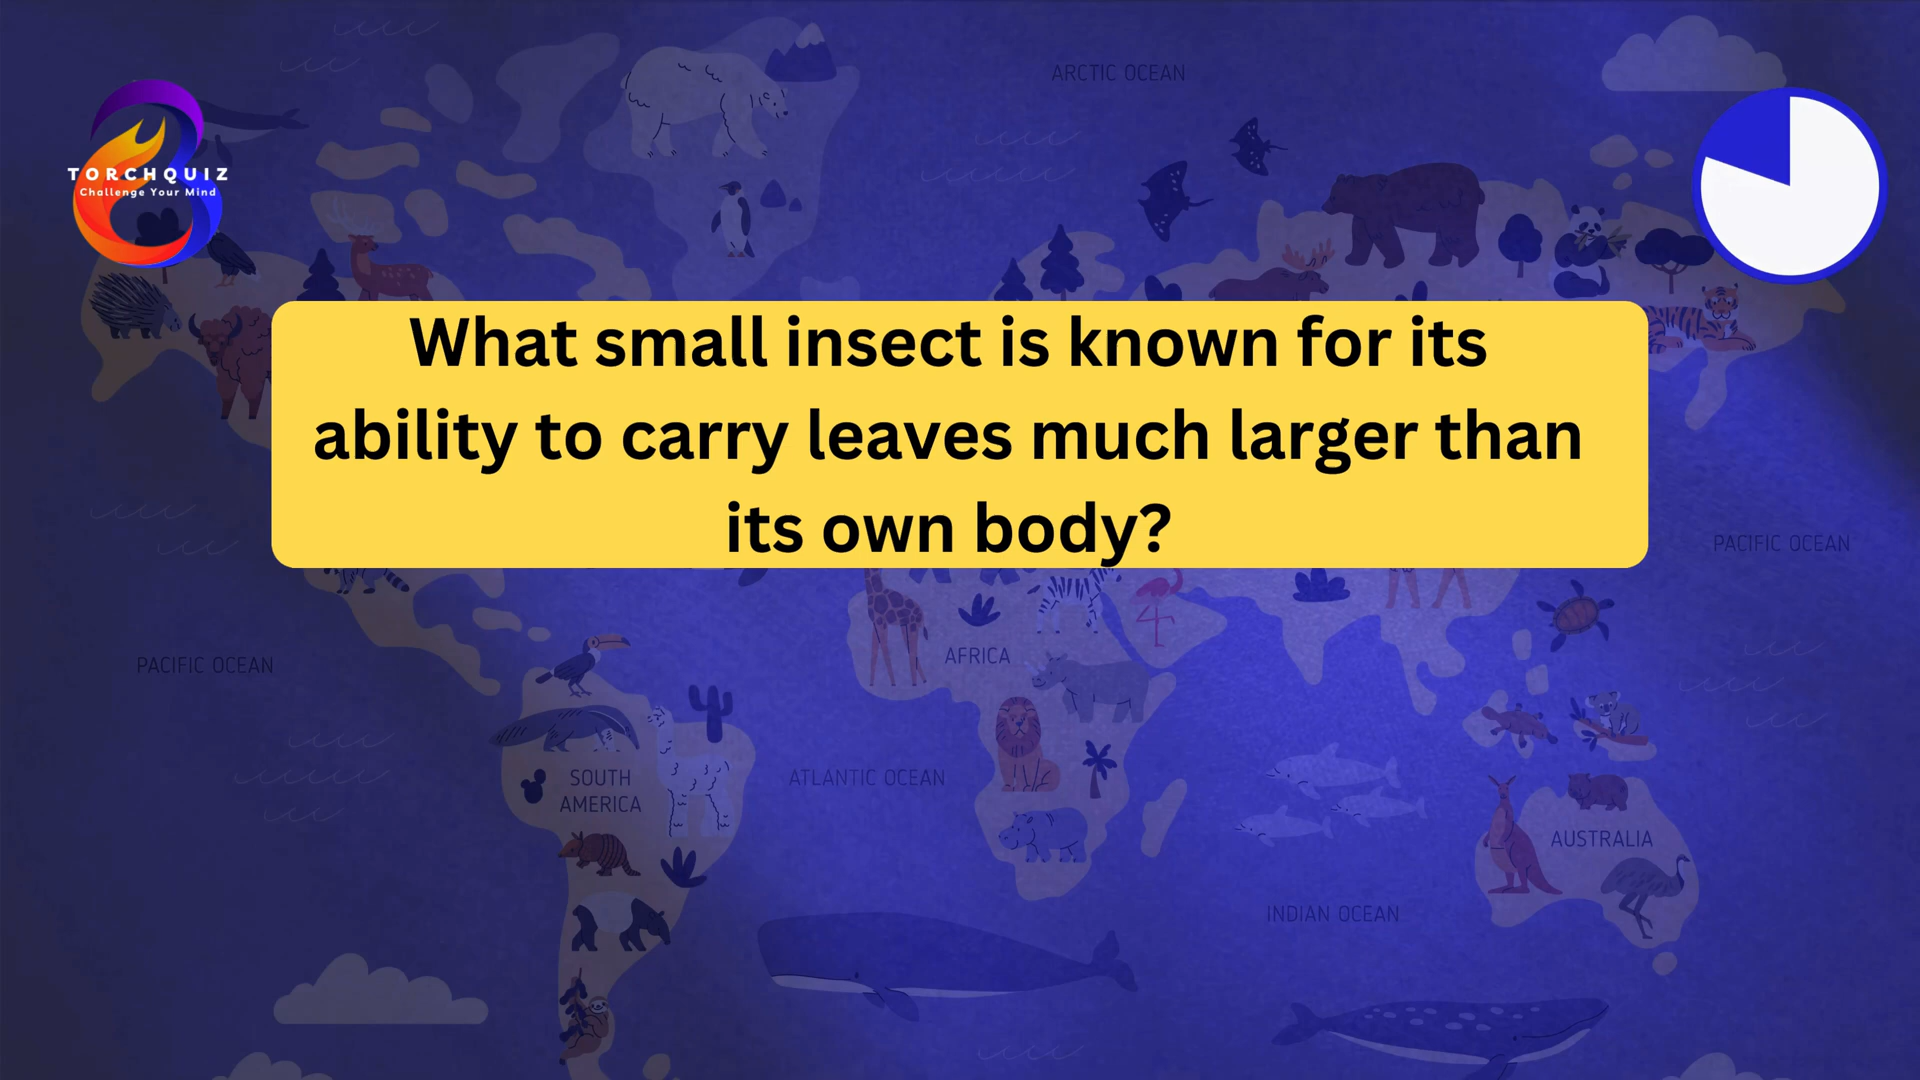 ARCTIC OCEAN
TORCHQUIZ
Challenge Your Mind
What small insect is known for its
ability to carry leaves much larger than
its own body?
PACIFIC OCEAN
PACIFIC OCEAN
AFRICA
ATLANTIC OCEAN
SOUTH
AMERICA
AUSTRALIA
INDIAN OCEAN